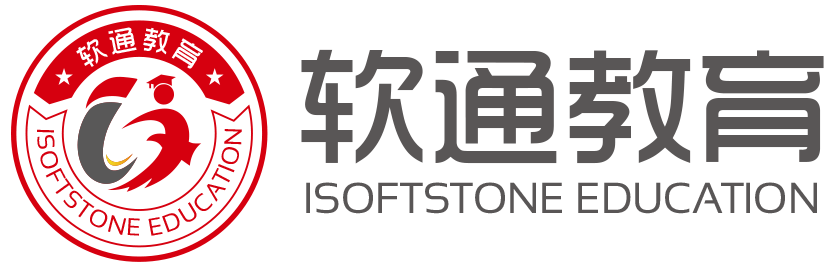 软通教育
ISOFTSTONE EDUCATION
软通教育
ISOFTSTONE EDUCATION